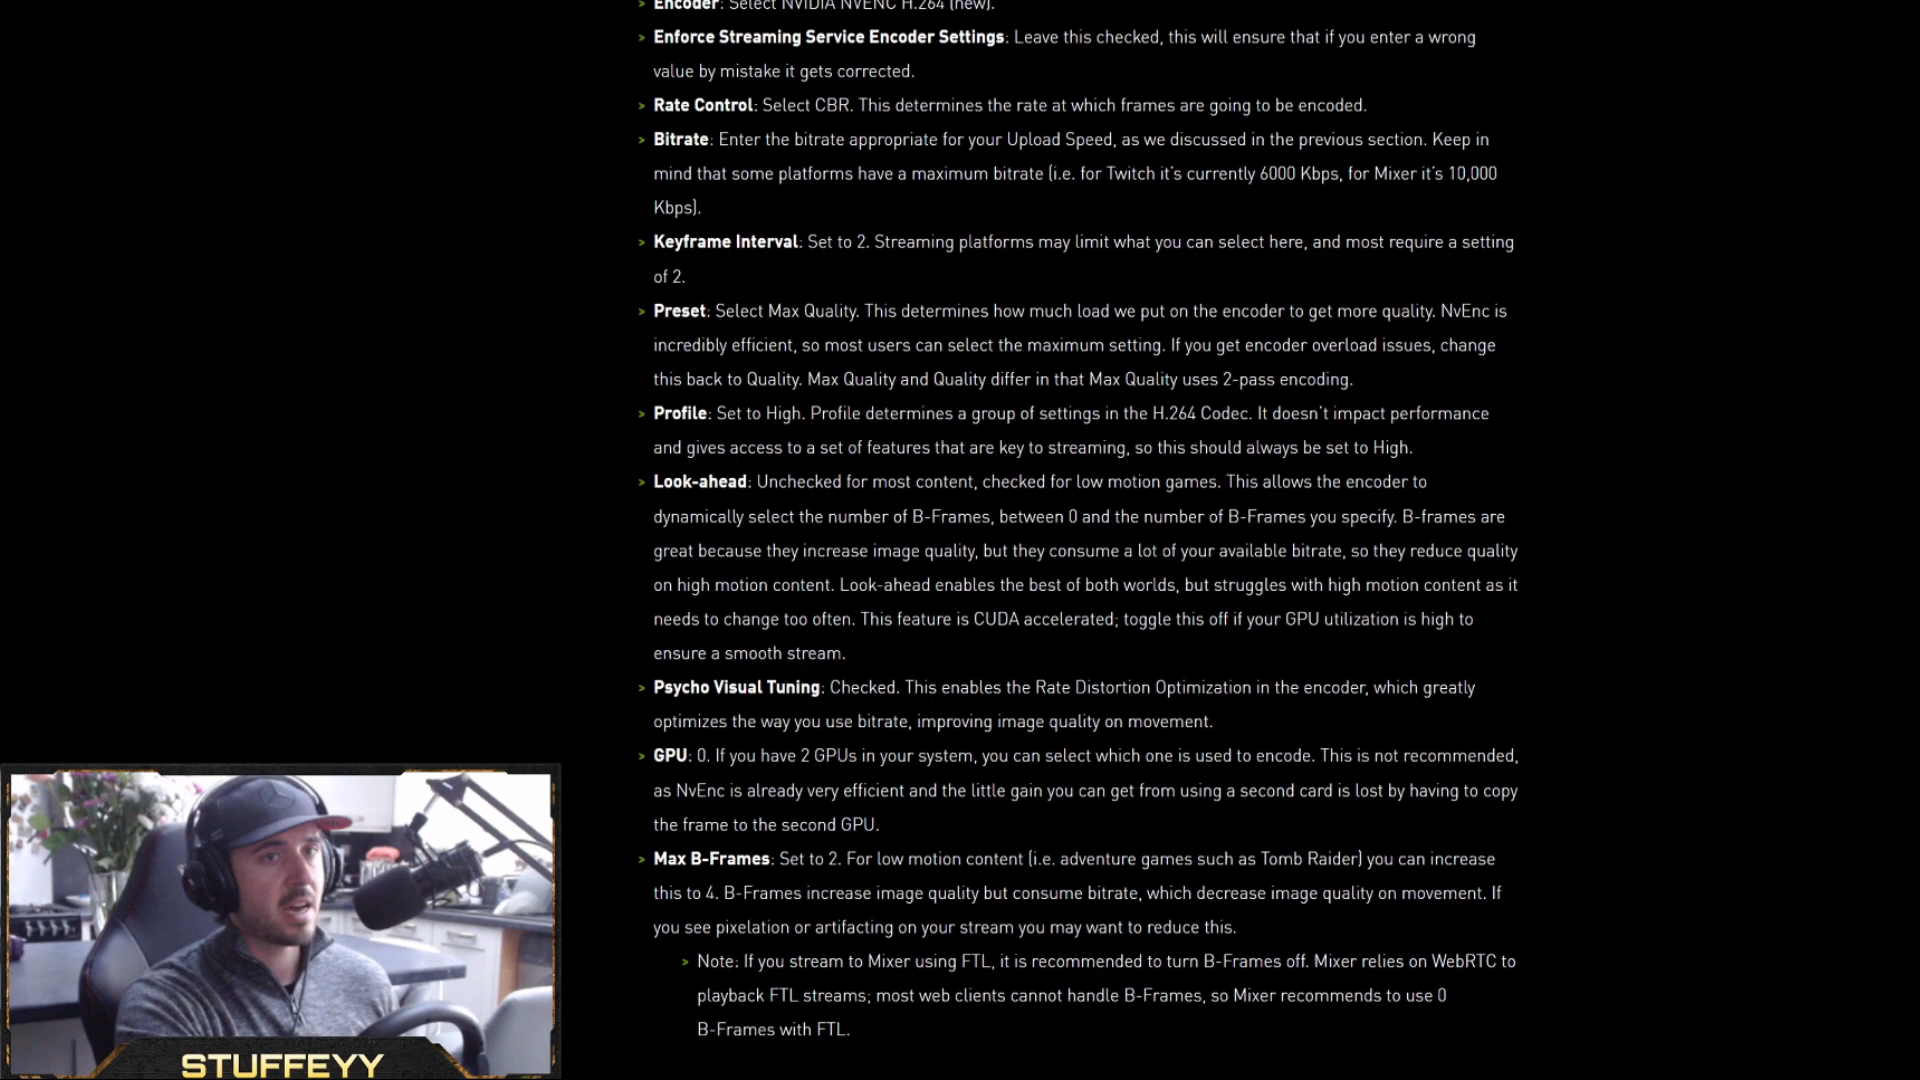 > Encoder: Select NVIDIA NVENC H.264 (new).
> Enforce Streaming Service Encoder Settings: Leave this checked, this will ensure that if you enter a wrong
value by mistake it gets corrected.
> Rate Control: Select CBR. This determines the rate at which frames are going to be encoded.
> Bitrate: Enter the bitrate appropriate for your Upload Speed, as we discussed in the previous section. Keep in
mind that some platforms have a maximum bitrate (i.e. for Twitch it's currently 6000 Kbps, for Mixer it's 10,000
Kbps).
> Keyframe Interval: Set to 2. Streaming platforms may limit what you can select here, and most require a setting
of 2.
> Preset: Select Max Quality. This determines how much load we put on the encoder to get more quality. NvEnc is
incredibly efficient, so most users can select the maximum setting. If you get encoder overload issues, change
this back to Quality. Max Quality and Quality differ in that Max Quality uses 2-pass encoding.
> Profile: Set to High. Profile determines a group of settings in the H.264 Codec. It doesn't impact performance
and gives access to a set of features that are key to streaming, so this should always be set to High.
> Look-ahead: Unchecked for most content, checked for low motion games. This allows the encoder to
dynamically select the number of B-Frames, between 0 and the number of B-Frames you specify. B-frames are
great because they increase image quality, but they consume a lot of your available bitrate, so they reduce quality
on high motion content. Look-ahead enables the best of both worlds, but struggles with high motion content as it
needs to change too often. This feature is CUDA accelerated; toggle this off if your GPU utilization is high to
ensure a smooth stream.
> Psycho Visual Tuning: Checked. This enables the Rate Distortion Optimization in the encoder, which greatly
optimizes the way you use bitrate, improving image quality on movement.
> GPU: 0. If you have 2 GPUs in your system, you can select which one is used to encode. This is not recommended,
as NvEnc is already very efficient and the little gain you can get from using a second card is lost by having to copy
the frame to the second GPU.
> Max B-Frames: Set to 2. For low motion content (i.e. adventure games such as Tomb Raider) you can increase
this to 4. B-Frames increase image quality but consume bitrate, which decrease image quality on movement. If
you see pixelation or artifacting on your stream you may want to reduce this.
> Note: If you stream to Mixer using FTL, it is recommended to turn B-Frames off. Mixer relies on WebRTC to
playback FTL streams; most web clients cannot handle B-Frames, so Mixer recommends to use 0
B-Frames with FTL.
STUFFEYY